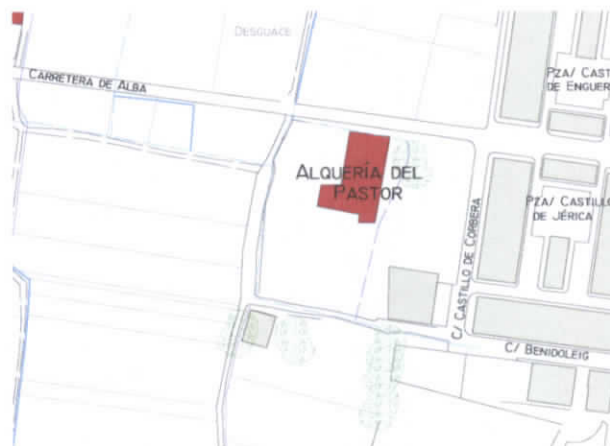 DESGUACE
CARRETERA DE ALBA
PZA/ CAST
DE ENGUER
ALQUERÍA DEL
PASTOR
PZA/ CASTILLO
DE JÉRICA
C/ CASTILLO DE CORBERA
C/ BENIDOLEIG